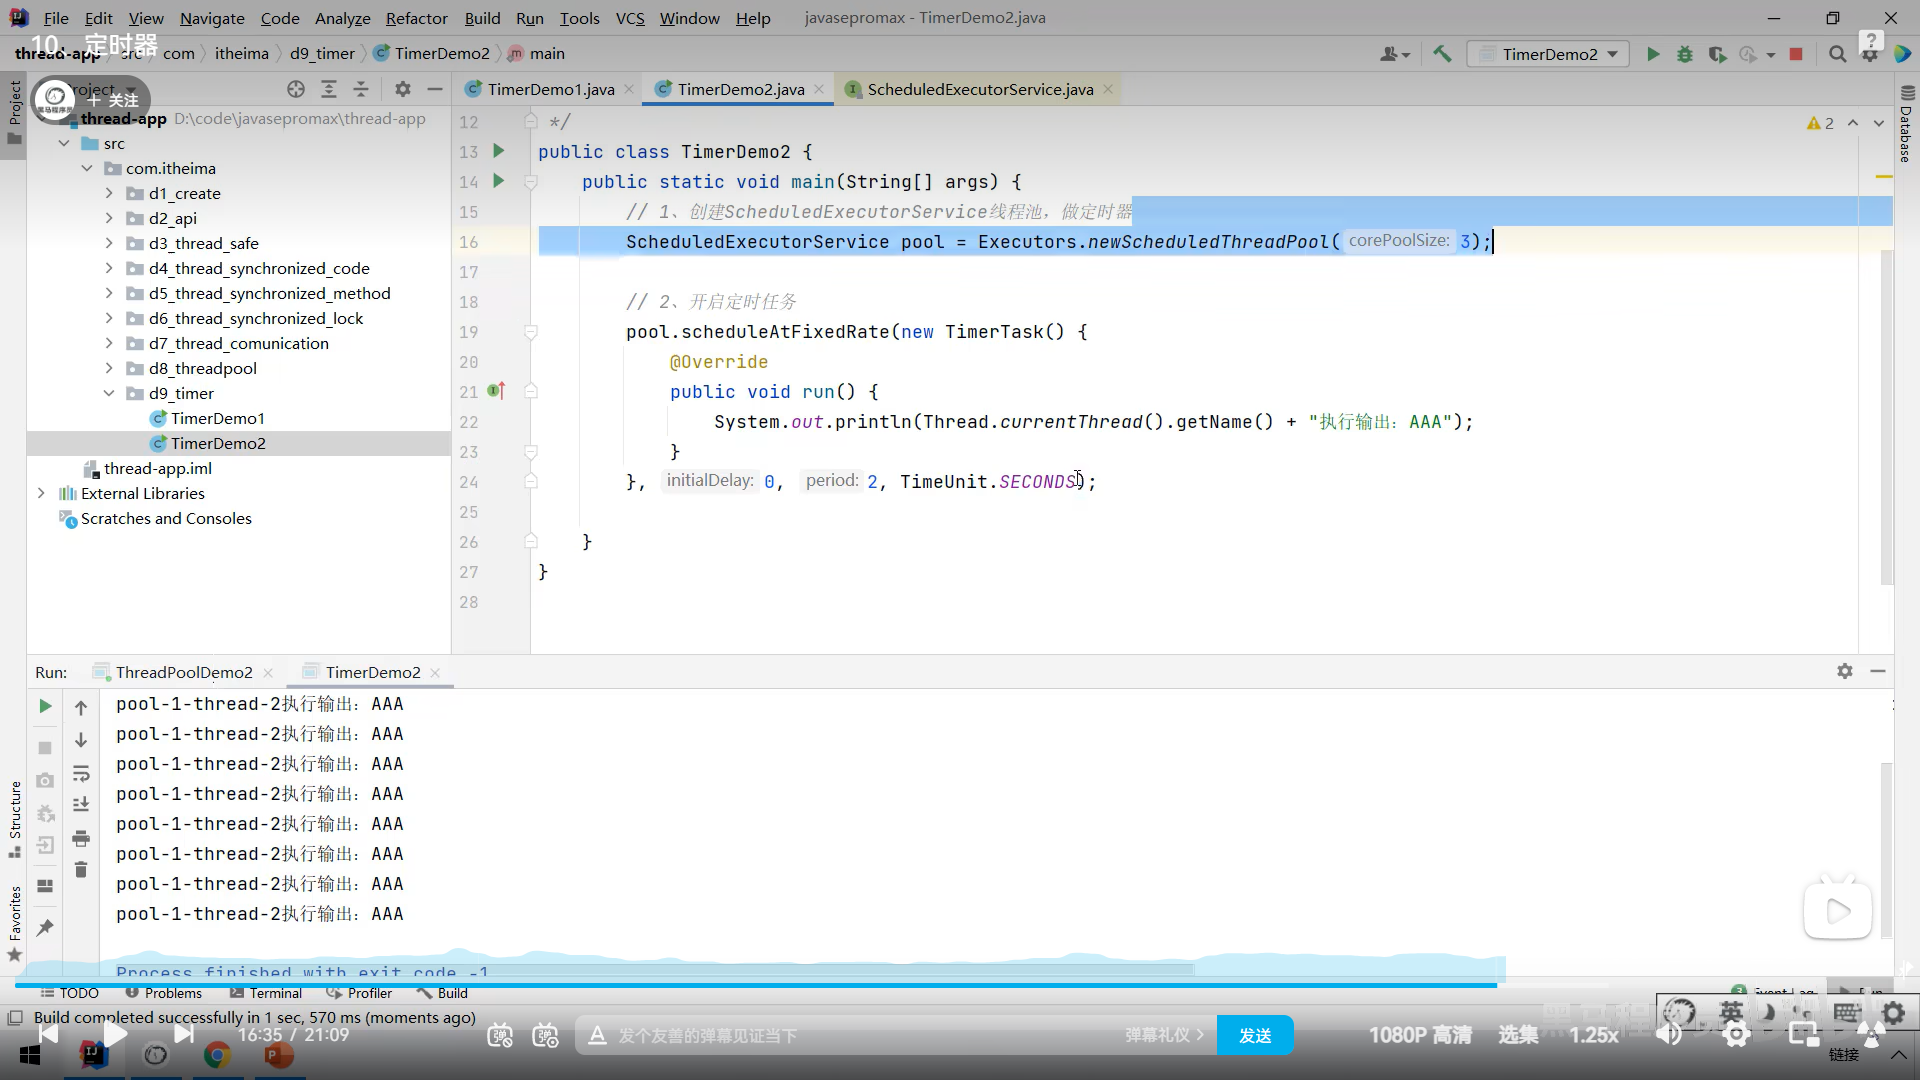 File Edit View Navigate Code Analyze Refactor Build Run Tools VCS Window Help javasepromax - TimerDemo2.java
10、定时器
thread-app src com itheima d9_timer TimerDemo2 main
TimerDemo2
Project
+ 关注
TimerDemo1.java
TimerDemo2.java
ScheduledExecutorService.java
thread-app D:\code\javasepromax\thread-app
src
com.itheima
d1_create
d2_api
d3_thread_safe
d4_thread_synchronized_code
d5_thread_synchronized_method
d6_thread_synchronized_lock
d7_thread_comunication
d8_threadpool
d9_timer
TimerDemo1
TimerDemo2
thread-app.iml
External Libraries
Scratches and Consoles
Database
2
12 */
13 public class TimerDemo2 {
14 public static void main(String[] args) {
15 // 1、创建ScheduledExecutorService线程池，做定时器
16 ScheduledExecutorService pool = Executors.newScheduledThreadPool( corePoolSize: 3);
17
18 // 2、开启定时任务
19 pool.scheduleAtFixedRate(new TimerTask() {
20 @Override
21 public void run() {
22 System.out.println(Thread.currentThread().getName() + "执行输出：AAA");
23 }
24 }, initialDelay: 0, period: 2, TimeUnit.SECONDS);
25
26 }
27 }
28
Run: ThreadPoolDemo2 TimerDemo2
pool-1-thread-2执行输出：AAA
pool-1-thread-2执行输出：AAA
pool-1-thread-2执行输出：AAA
pool-1-thread-2执行输出：AAA
pool-1-thread-2执行输出：AAA
pool-1-thread-2执行输出：AAA
pool-1-thread-2执行输出：AAA
pool-1-thread-2执行输出：AAA
Process finished with exit code -1
Structure
Favorites
TODO Problems Terminal Profiler Build
Build completed successfully in 1 sec, 570 ms (moments ago)
英
16:35 / 21:09
发个友善的弹幕见证当下
弹幕礼仪 >
发送
1080P 高清 选集 1.25x
链接